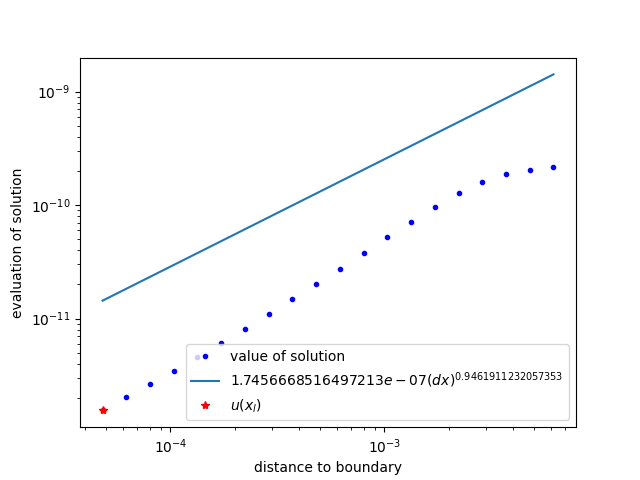 10⁻⁹
10⁻¹⁰
10⁻¹¹
evaluation of solution
value of solution
1.7456668516497213e − 07(dx)^0.9461911232057353
u(x_l)
10⁻⁴
10⁻³
distance to boundary